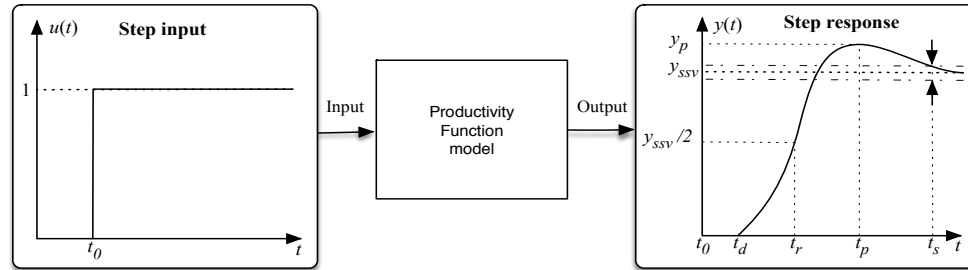 u(t)
Step input
1
t0
t
Input
Productivity
Function
model
Output
y(t)
Step response
yp
yssv
yssv/2
t0
td
tr
tp
ts
t